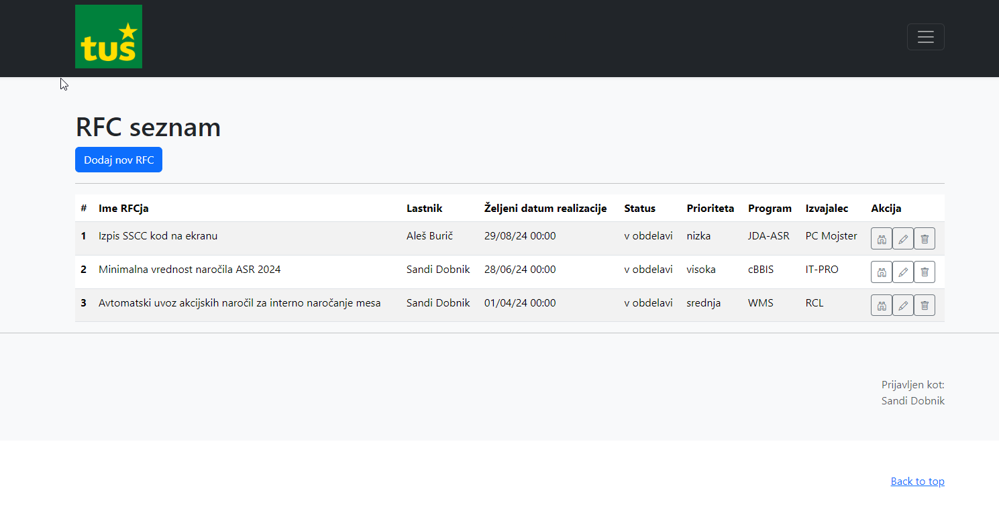 tuš
RFC seznam
Dodaj nov RFC
# Ime RFCja Lastnik Željeni datum realizacije Status Prioriteta Program Izvajalec Akcija
1 Izpis SSCC kod na ekranu Aleš Burič 29/08/24 00:00 v obdelavi nizka JDA-ASR PC Mojster
2 Minimalna vrednost naročila ASR 2024 Sandi Dobnik 28/06/24 00:00 v obdelavi visoka cBBIS IT-PRO
3 Avtomatski uvoz akcijskih naročil za interno naročanje mesa Sandi Dobnik 01/04/24 00:00 v obdelavi srednja WMS RCL
Prijavljen kot:
Sandi Dobnik
Back to top